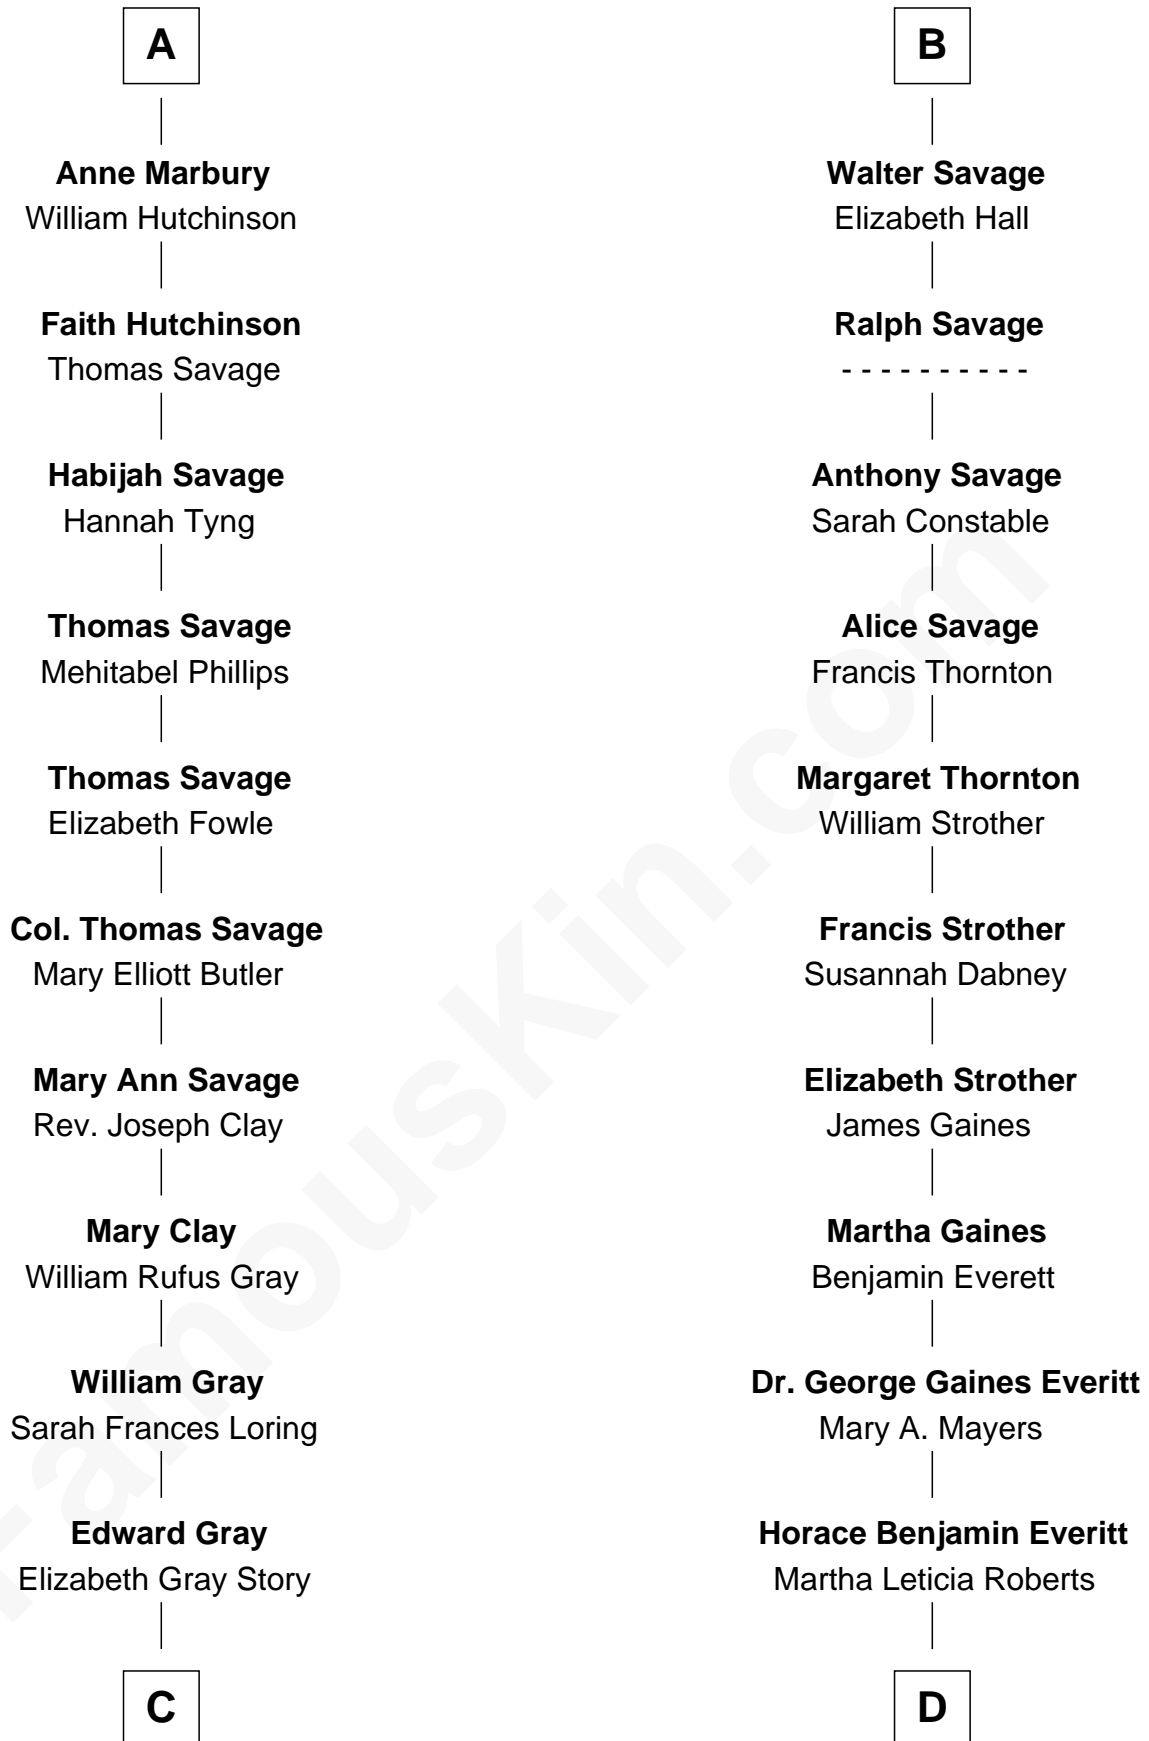 A
Anne Marbury
William Hutchinson
Faith Hutchinson
Thomas Savage
Habijah Savage
Hannah Tyng
Thomas Savage
Mehitabel Phillips
Thomas Savage
Elizabeth Fowle
Col. Thomas Savage
Mary Elliott Butler
Mary Ann Savage
Rev. Joseph Clay
Mary Clay
William Rufus Gray
William Gray
Sarah Frances Loring
Edward Gray
Elizabeth Gray Story
C
B
Walter Savage
Elizabeth Hall
Ralph Savage
- - - - - - - - - -
Anthony Savage
Sarah Constable
Alice Savage
Francis Thornton
Margaret Thornton
William Strother
Francis Strother
Susannah Dabney
Elizabeth Strother
James Gaines
Martha Gaines
Benjamin Everett
Dr. George Gaines Everitt
Mary A. Mayers
Horace Benjamin Everitt
Martha Leticia Roberts
D
FamousKin.com